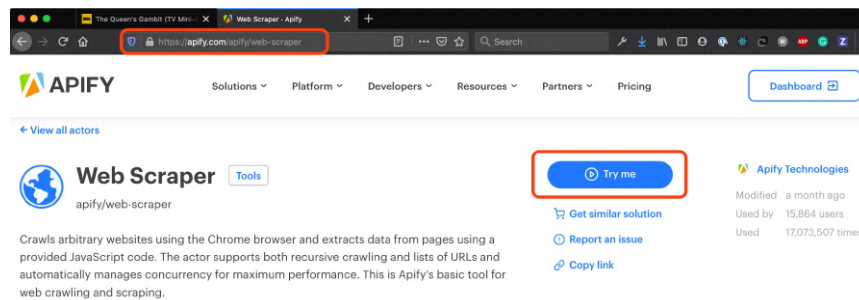 The Queen's Gambit (TV Mini-S
Web Scraper - Apify
https://apify.com/apify/web-scraper
Search
ABP
G
Z
APIFY
Solutions
Platform
Developers
Resources
Partners
Pricing
Dashboard
← View all actors
Web Scraper
Tools
apify/web-scraper
Crawls arbitrary websites using the Chrome browser and extracts data from pages using a
provided JavaScript code. The actor supports both recursive crawling and lists of URLs and
automatically manages concurrency for maximum performance. This is Apify's basic tool for
web crawling and scraping.
Try me
Get similar solution
Report an issue
Copy link
Apify Technologies
Modified a month ago
Used by 15,864 users
Used 17,073,507 times